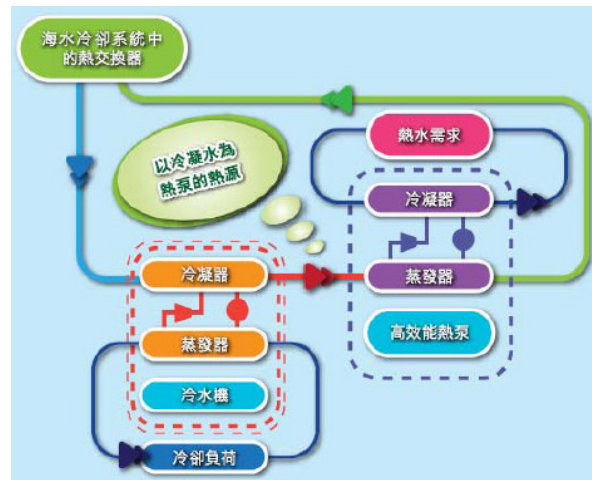 海水冷卻系統中
的熱交換器
以冷凝水為
熱泵的熱源
熱水需求
冷凝器
蒸發器
高效能熱泵
冷凝器
蒸發器
冷水機
冷卻負荷